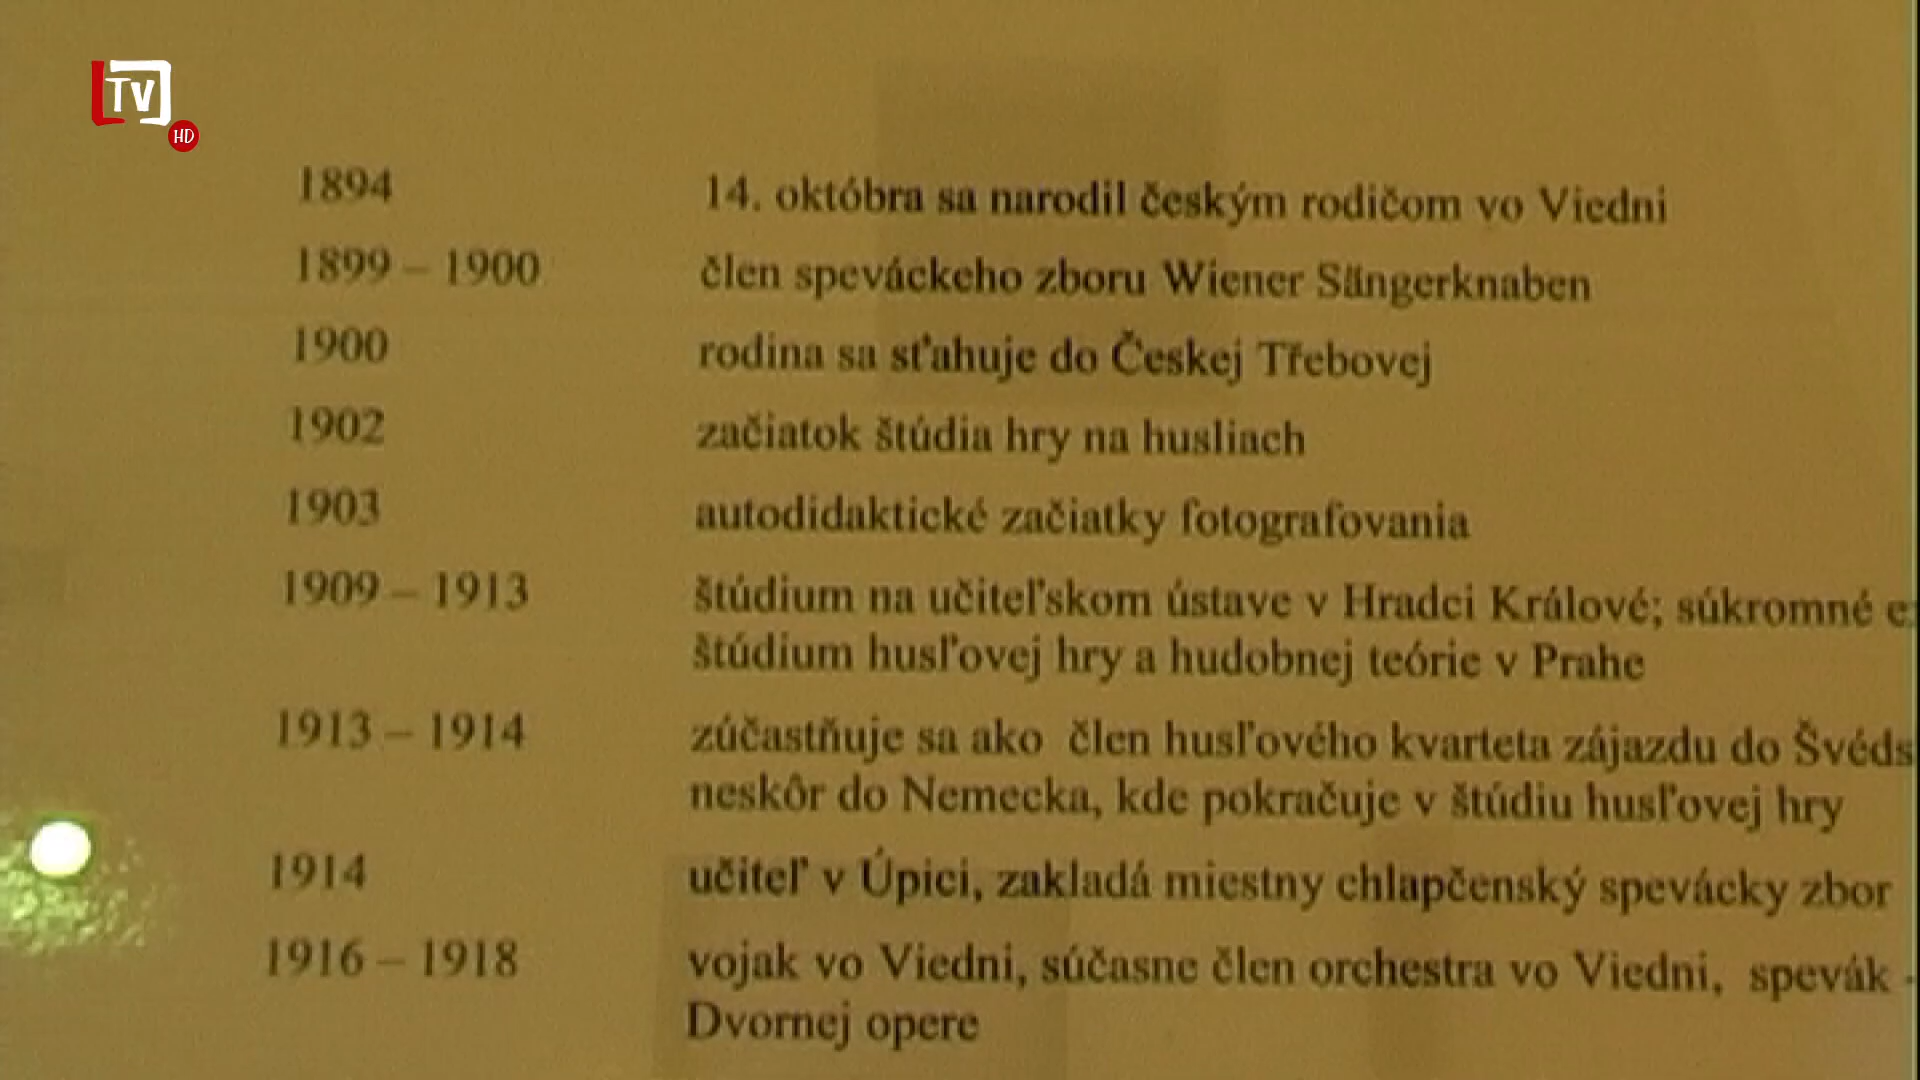 TV
HD
1894 14. októbra sa narodil českým rodičom vo Viedni
1899 – 1900 člen speváckeho zboru Wiener Sängerknaben
1900 rodina sa sťahuje do Českej Třebovej
1902 začiatok štúdia hry na husliach
1903 autodidaktické začiatky fotografovania
1909 – 1913 štúdium na učiteľskom ústave v Hradci Králové; súkromné
štúdium husľovej hry a hudobnej teórie v Prahe
1913 – 1914 zúčastňuje sa ako člen husľového kvarteta zájazdu do
neskôr do Nemecka, kde pokračuje v štúdiu husľovej hry
1914 učiteľ v Úpici, zakladá miestny chlapčenský spevácky zbor
1916 – 1918 vojak vo Viedni, súčasne člen orchestra vo Viedni, spevák -
Dvornej opere